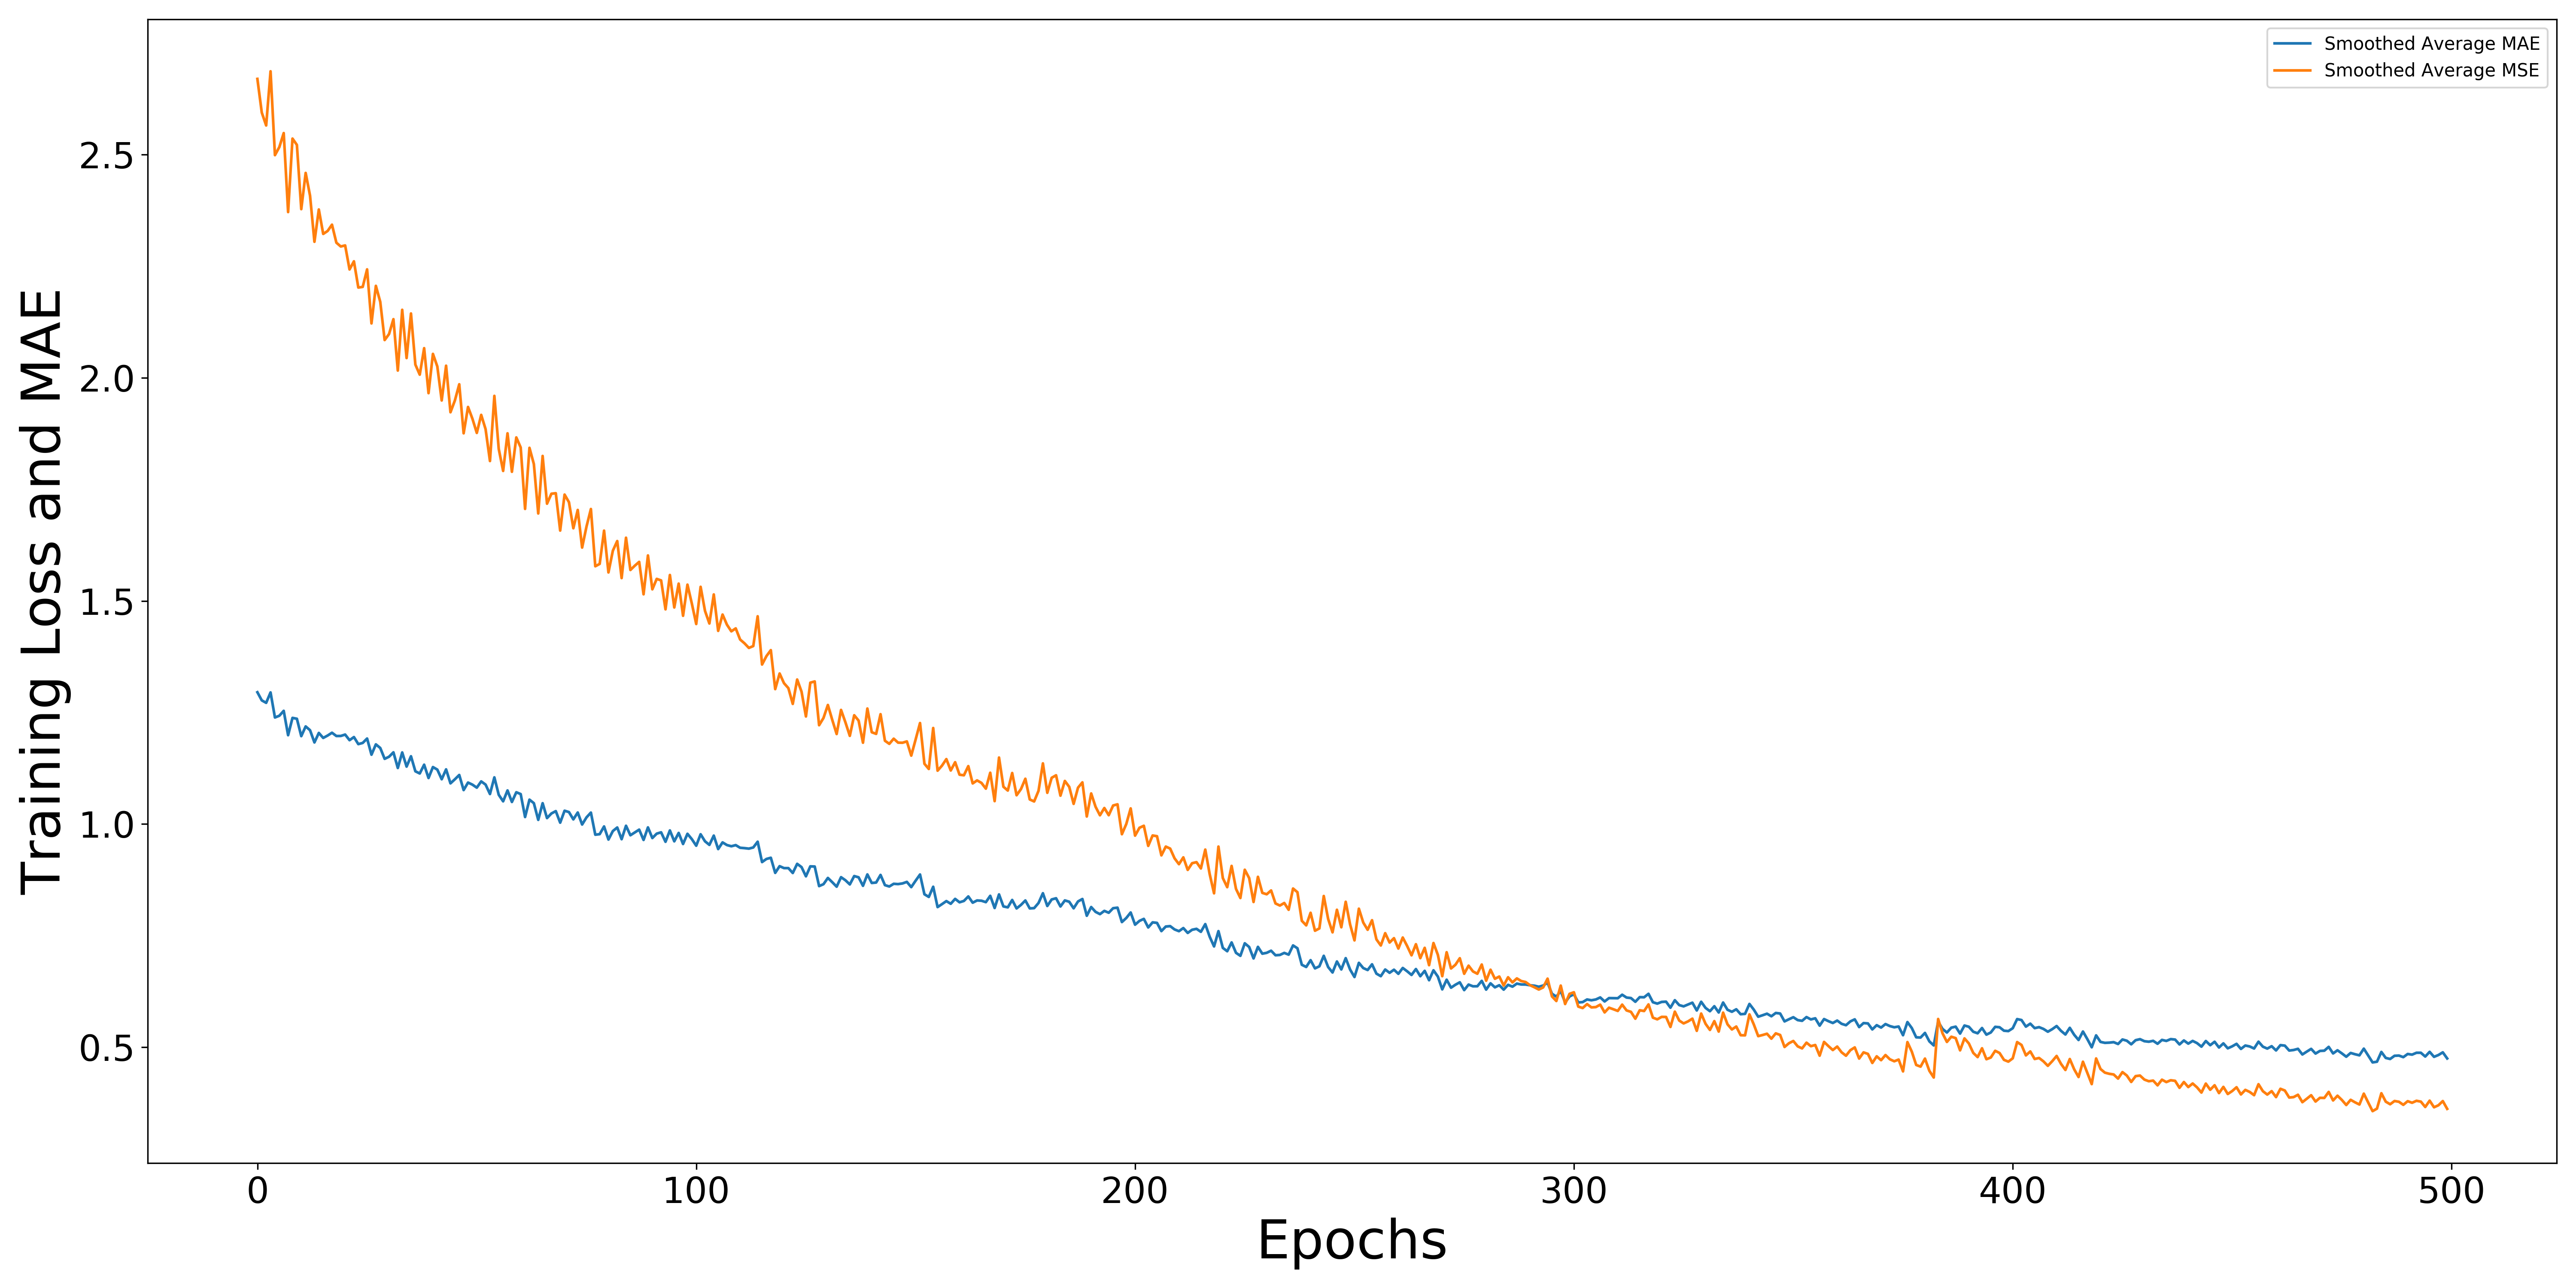 Smoothed Average MAE
Smoothed Average MSE
Training Loss and MAE
2.5
2.0
1.5
1.0
0.5
0 100 200 300 400 500
Epochs